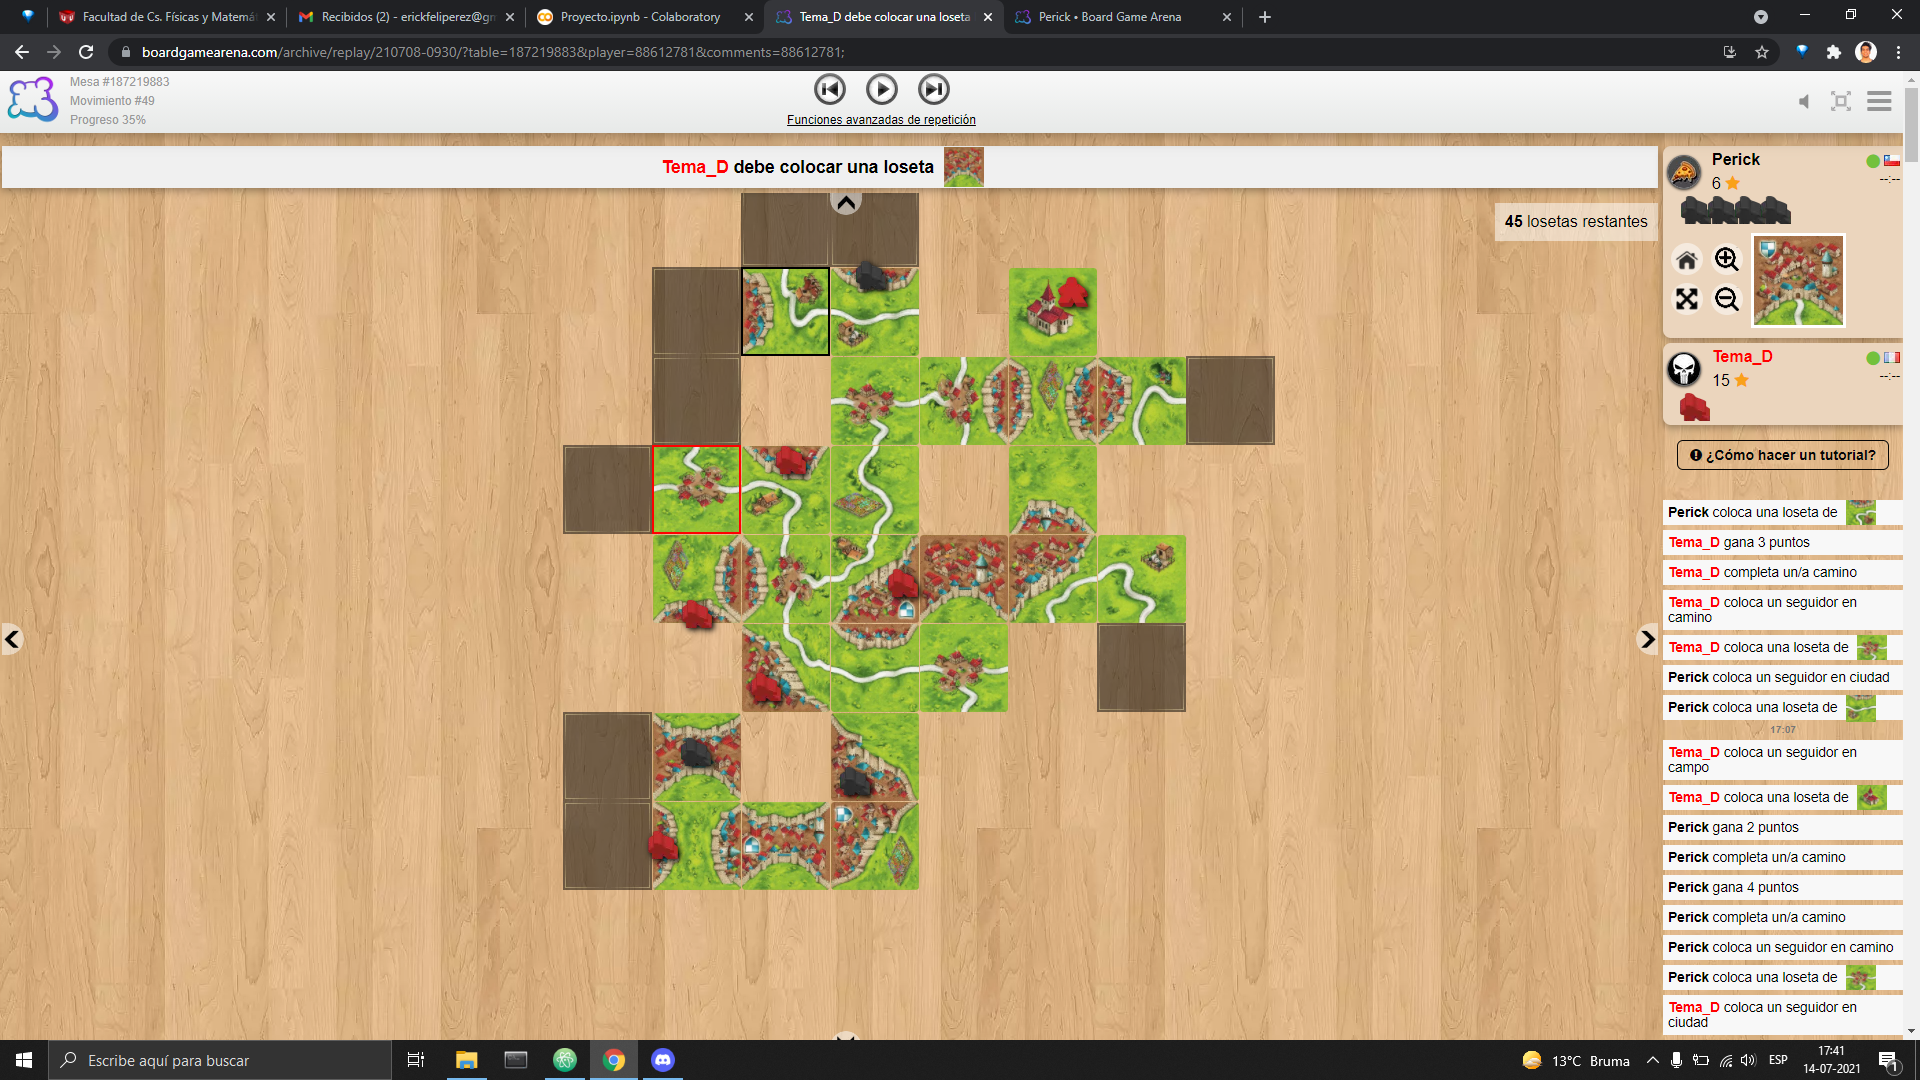 Facultad de Cs. Físicas y Matemát
Recibidos (2) - erickfeliperez@gm
Proyecto.ipynb - Colaboratory
Tema_D debe colocar una loseta
Perick • Board Game Arena
boardgamearena.com/archive/replay/210708-0930/?table=187219883&player=88612781&comments=88612781;
Mesa #187219883
Movimiento #49
Progreso 35%
Funciones avanzadas de repetición
Tema_D debe colocar una loseta
45 losetas restantes
Perick
6
--:--
Tema_D
15
--:--
¿Cómo hacer un tutorial?
Perick coloca una loseta de
Tema_D gana 3 puntos
Tema_D completa un/a camino
Tema_D coloca un seguidor en
camino
Tema_D coloca una loseta de
Perick coloca un seguidor en ciudad
Perick coloca una loseta de
17:07
Tema_D coloca un seguidor en
campo
Tema_D coloca una loseta de
Perick gana 2 puntos
Perick completa un/a camino
Perick gana 4 puntos
Perick completa un/a camino
Perick coloca un seguidor en camino
Perick coloca una loseta de
Tema_D coloca un seguidor en
ciudad
Escribe aquí para buscar
13°C Bruma
ESP
17:41
14-07-2021
1